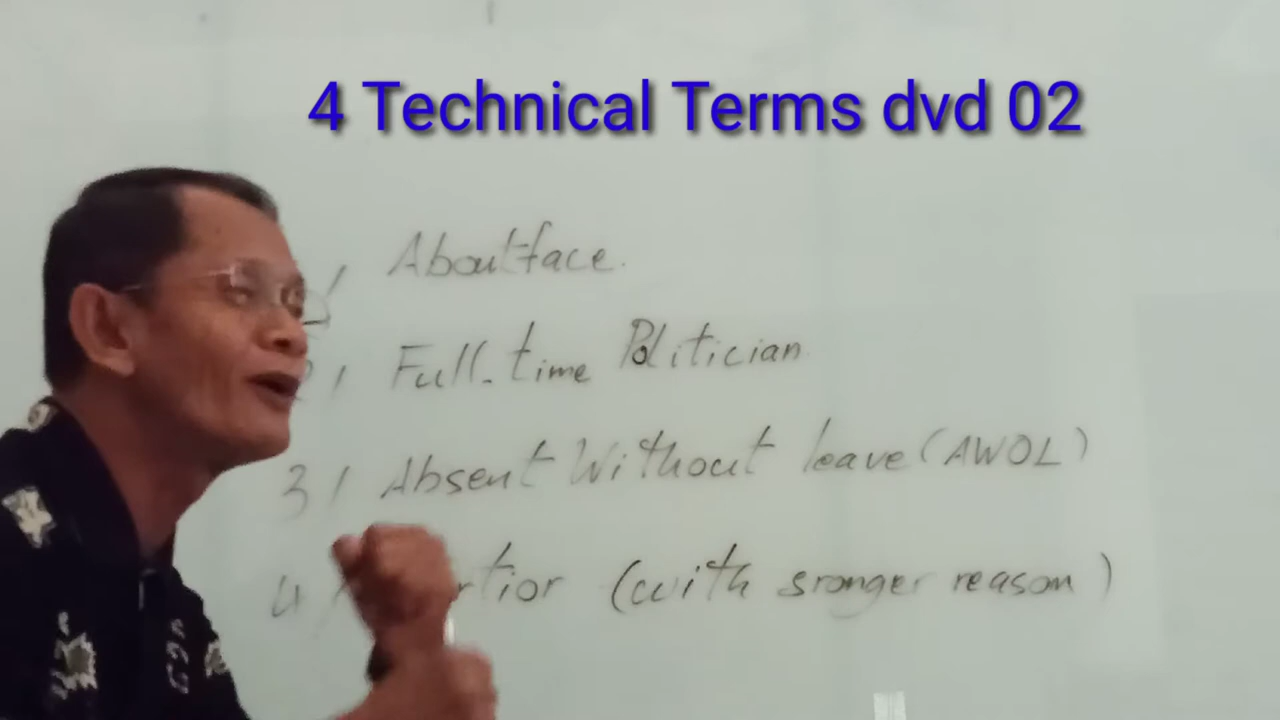 4 Technical Terms dvd 02
Aboutface.
Full-time Politician
3/ Absent Without leave (AWOL)
4/ (with sronger reason)